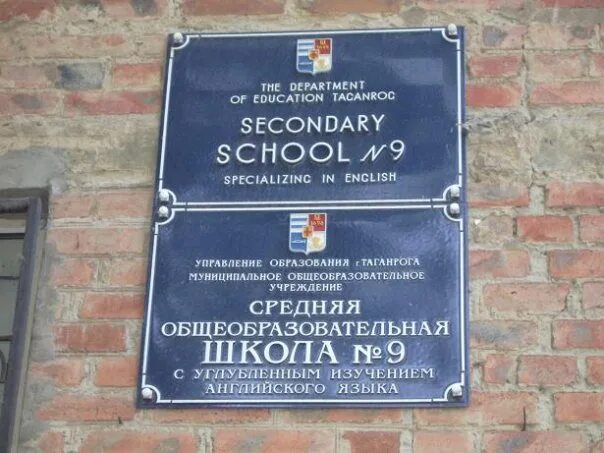 THE DEPARTMENT
OF EDUCATION TAGANROG
SECONDARY
SCHOOL N9
SPECIALIZING IN ENGLISH
УПРАВЛЕНИЕ ОБРАЗОВАНИЯ г.ТАГАНРОГА
МУНИЦИПАЛЬНОЕ ОБЩЕОБРАЗОВАТЕЛЬНОЕ
УЧРЕЖДЕНИЕ
СРЕДНЯЯ
ОБЩЕОБРАЗОВАТЕЛЬНАЯ
ШКОЛА №9
С УГЛУБЛЕННЫМ ИЗУЧЕНИЕМ
АНГЛИЙСКОГО ЯЗЫКА